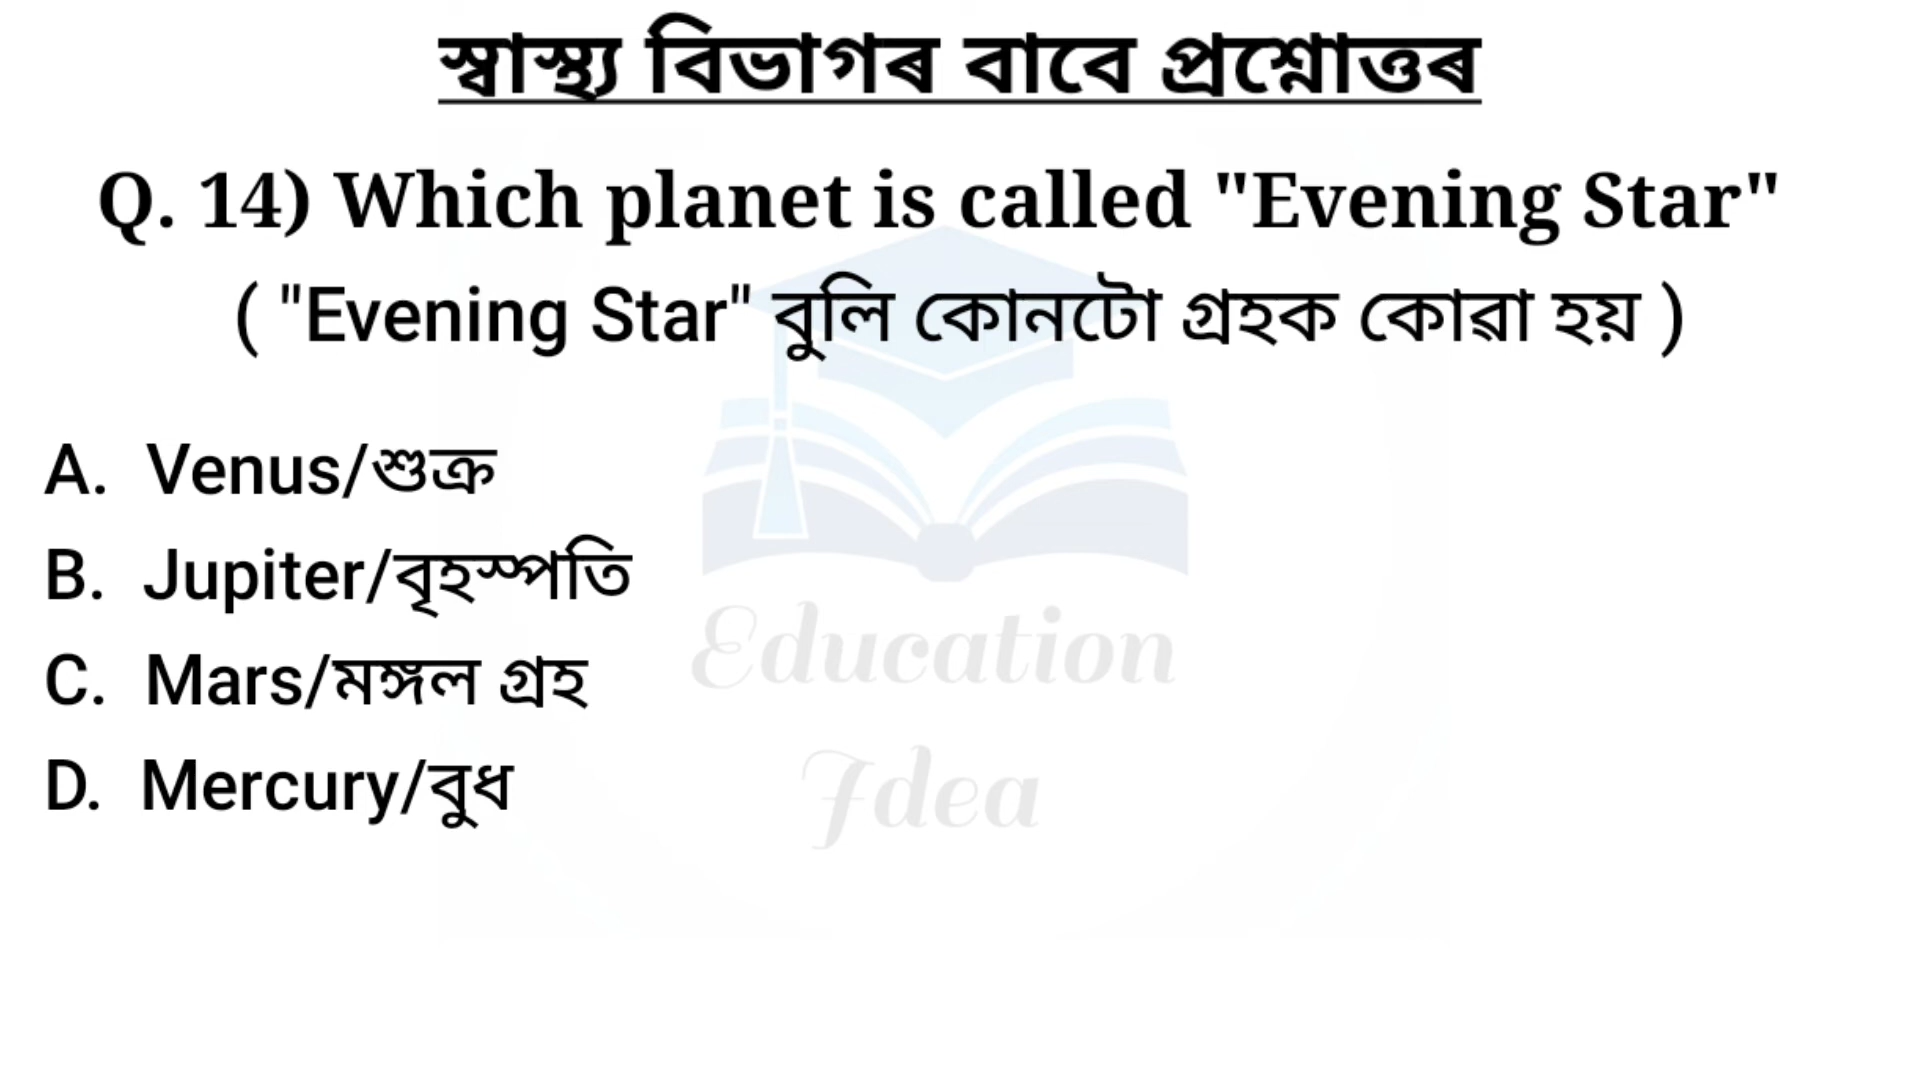 স্বাস্থ্য বিভাগৰ বাবে প্ৰশ্নোত্তৰ
Q. 14) Which planet is called "Evening Star"
( "Evening Star" বুলি কোনটো গ্ৰহক কোৱা হয় )
A. Venus/শুক্ৰ
B. Jupiter/বৃহস্পতি
C. Mars/মঙ্গল গ্ৰহ
D. Mercury/বুধ
Education
Idea